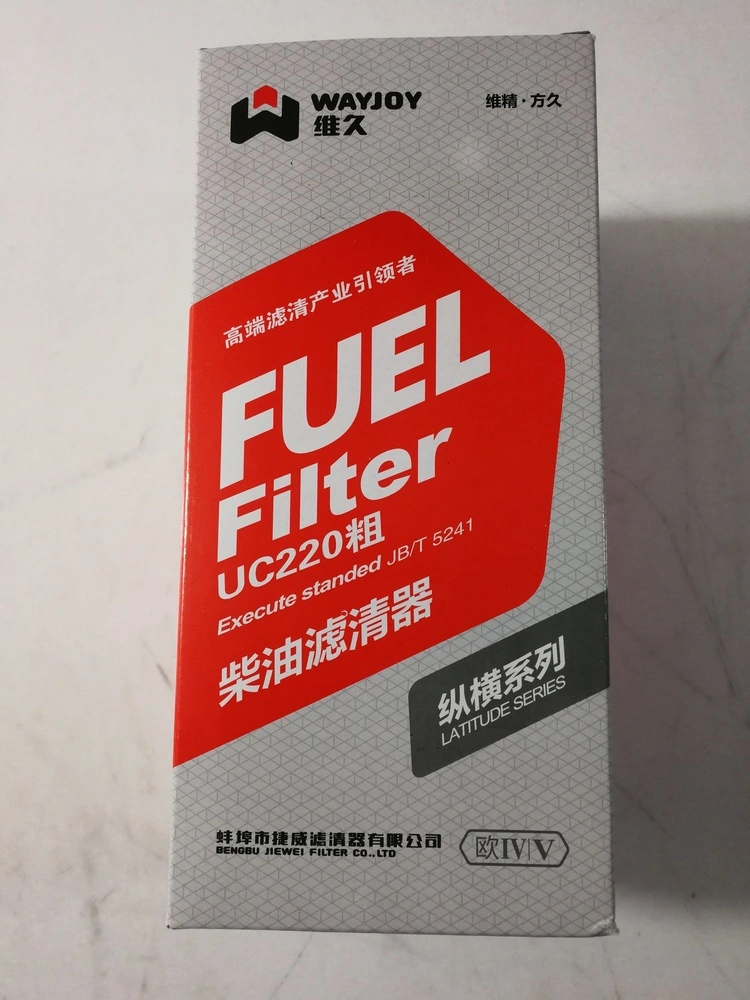 WAYJOY
维久
维精·方久
高端滤清产业引领者
FUEL
Filter
UC220粗
Execute standed JB/T 5241
柴油滤清器
纵横系列
LATITUDE SERIES
蚌埠市捷威滤清器有限公司
BENGBU JIEWEI FILTER CO.,LTD
欧IV|V